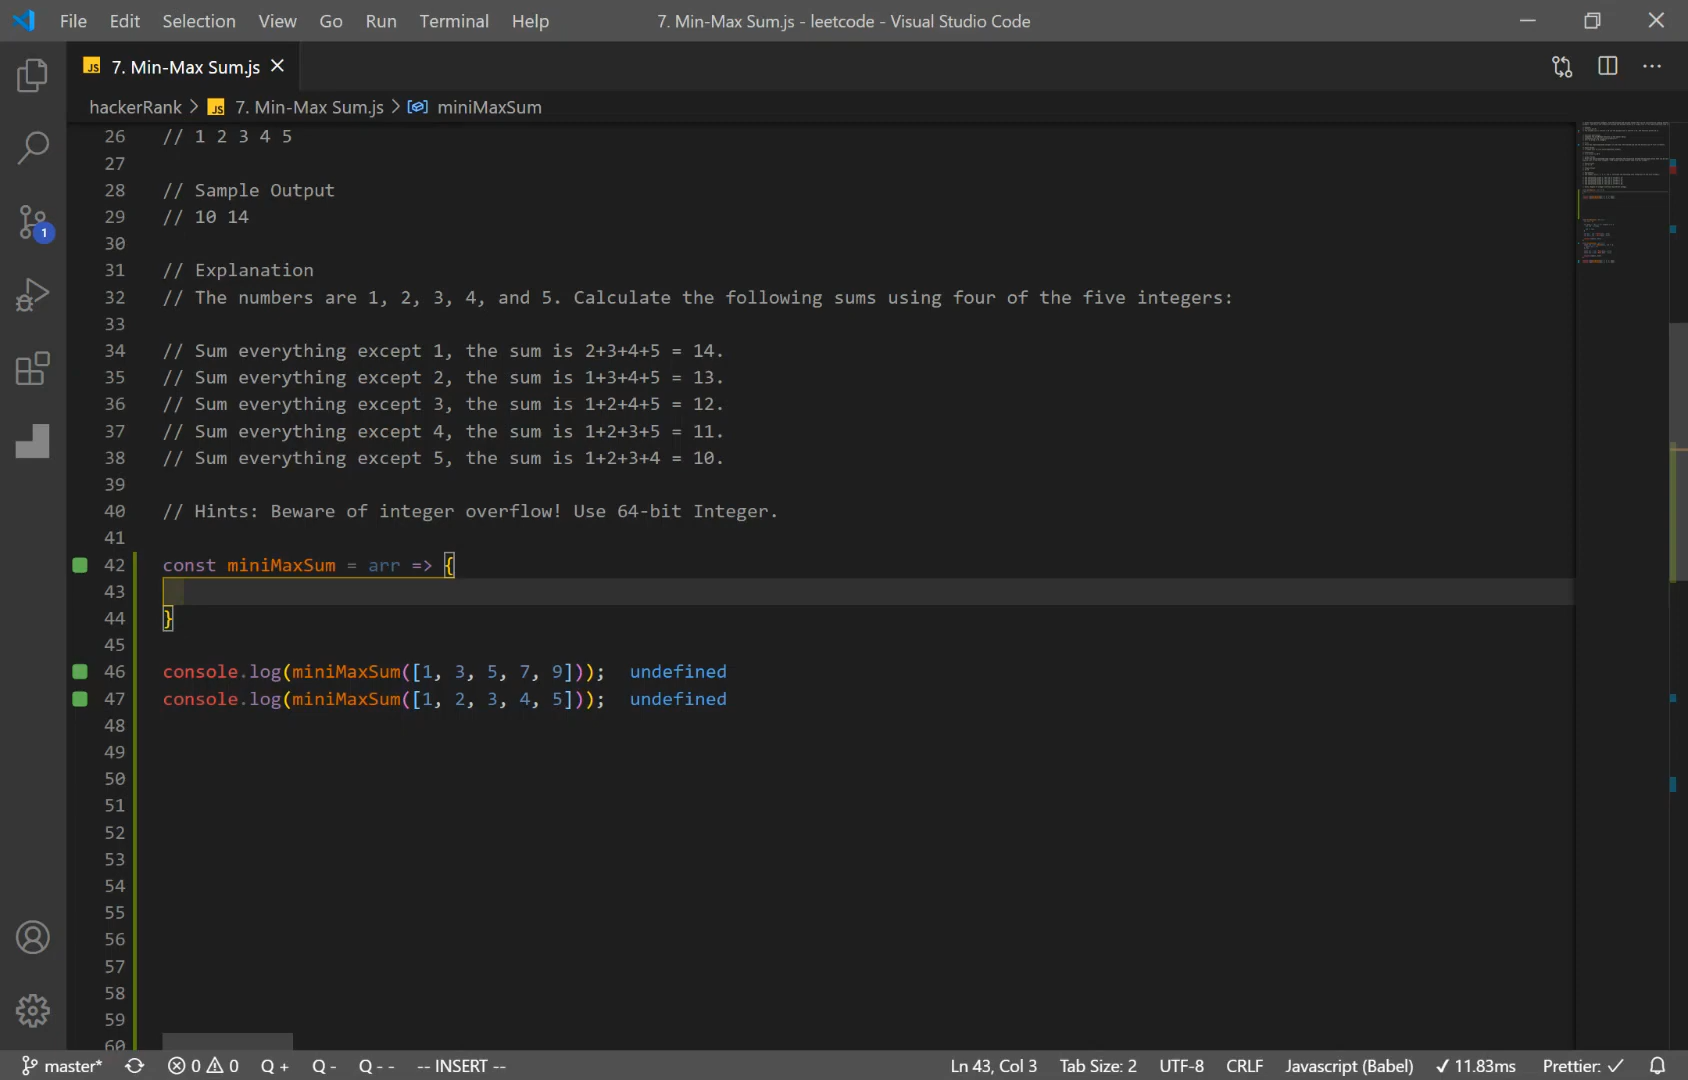 File Edit Selection View Go Run Terminal Help 7. Min-Max Sum.js - leetcode - Visual Studio Code
JS 7. Min-Max Sum.js
hackerRank > JS 7. Min-Max Sum.js > miniMaxSum
26 // 1 2 3 4 5
27
28 // Sample Output
29 // 10 14
30
31 // Explanation
32 // The numbers are 1, 2, 3, 4, and 5. Calculate the following sums using four of the five integers:
33
34 // Sum everything except 1, the sum is 2+3+4+5 = 14.
35 // Sum everything except 2, the sum is 1+3+4+5 = 13.
36 // Sum everything except 3, the sum is 1+2+4+5 = 12.
37 // Sum everything except 4, the sum is 1+2+3+5 = 11.
38 // Sum everything except 5, the sum is 1+2+3+4 = 10.
39
40 // Hints: Beware of integer overflow! Use 64-bit Integer.
41
42 const miniMaxSum = arr => {
43
44 }
45
46 console.log(miniMaxSum([1, 3, 5, 7, 9])); undefined
47 console.log(miniMaxSum([1, 2, 3, 4, 5])); undefined
48
49
50
51
52
53
54
55
56
57
58
59
60
1
master* 0 0 Q + Q - Q - - -- INSERT -- Ln 43, Col 3 Tab Size: 2 UTF-8 CRLF Javascript (Babel) ✓ 11.83ms Prettier: ✓